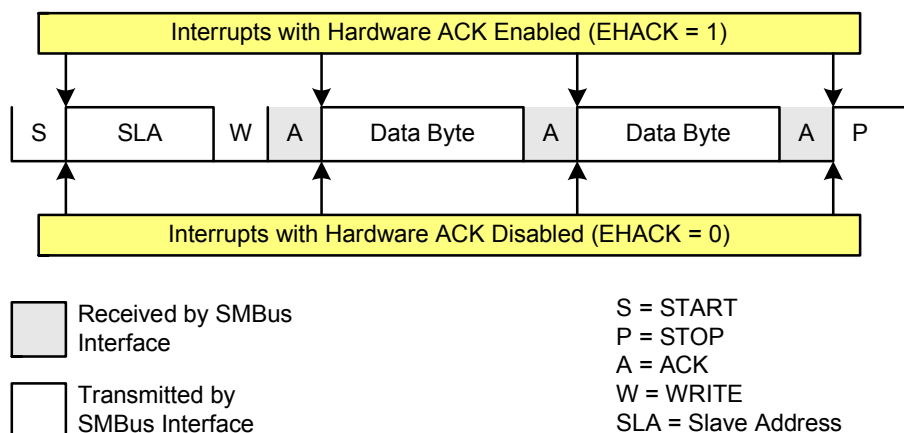 Interrupts with Hardware ACK Enabled (EHACK = 1)
S SLA W A Data Byte A Data Byte A P
Interrupts with Hardware ACK Disabled (EHACK = 0)
Received by SMBus
Interface
Transmitted by
SMBus Interface
S = START
P = STOP
A = ACK
W = WRITE
SLA = Slave Address